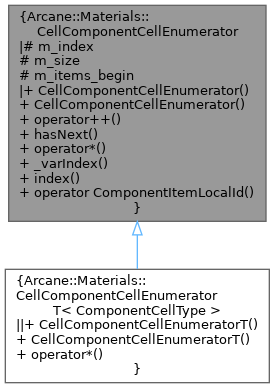 {Arcane::Materials::
CellComponentCellEnumerator
|# m_index
# m_size
# m_items_begin
|+ CellComponentCellEnumerator()
+ CellComponentCellEnumerator()
+ operator++()
+ hasNext()
+ operator*()
+ _varIndex()
+ index()
+ operator ComponentItemLocalId()
}
{Arcane::Materials::
CellComponentCellEnumerator
T< ComponentCellType >
||+ CellComponentCellEnumeratorT()
+ CellComponentCellEnumeratorT()
+ operator*()
}